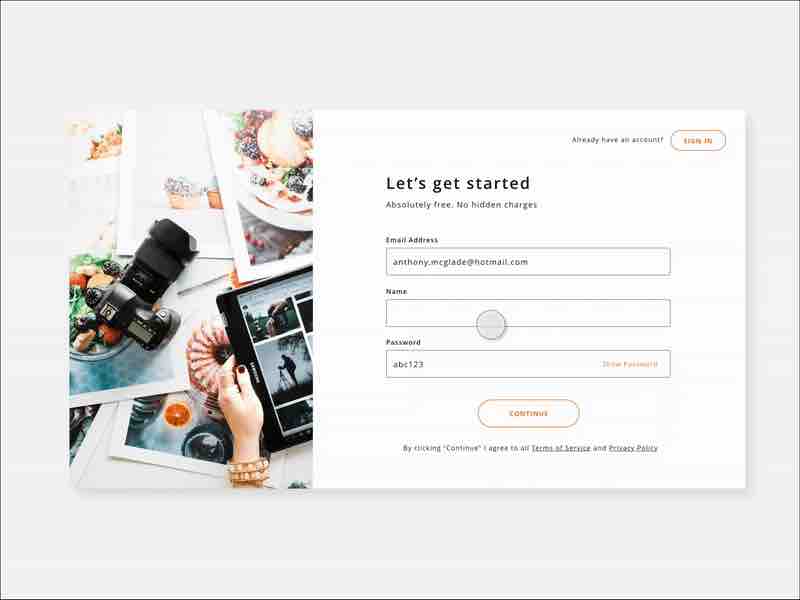 Already have an account? SIGN IN
Let's get started
Absolutely free. No hidden charges
Email Address
anthony.mcglade@hotmail.com
Name
Password
abc123 Show Password
CONTINUE
By clicking "Continue" I agree to all Terms of Service and Privacy Policy
SAMSUNG